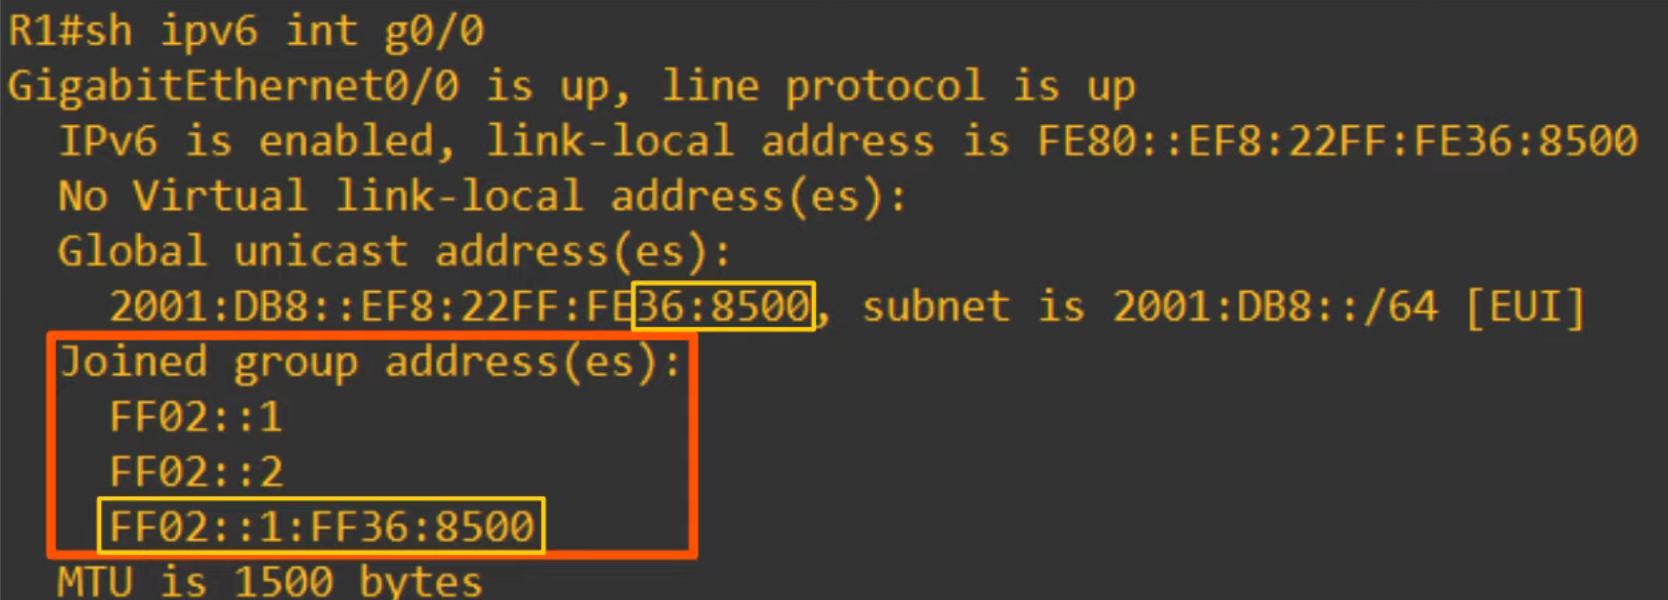 R1#sh ipv6 int g0/0
GigabitEthernet0/0 is up, line protocol is up
IPv6 is enabled, link-local address is FE80::EF8:22FF:FE36:8500
No Virtual link-local address(es):
Global unicast address(es):
2001:DB8::EF8:22FF:FE36:8500, subnet is 2001:DB8::/64 [EUI]
Joined group address(es):
FF02::1
FF02::2
FF02::1:FF36:8500
MTU is 1500 bytes